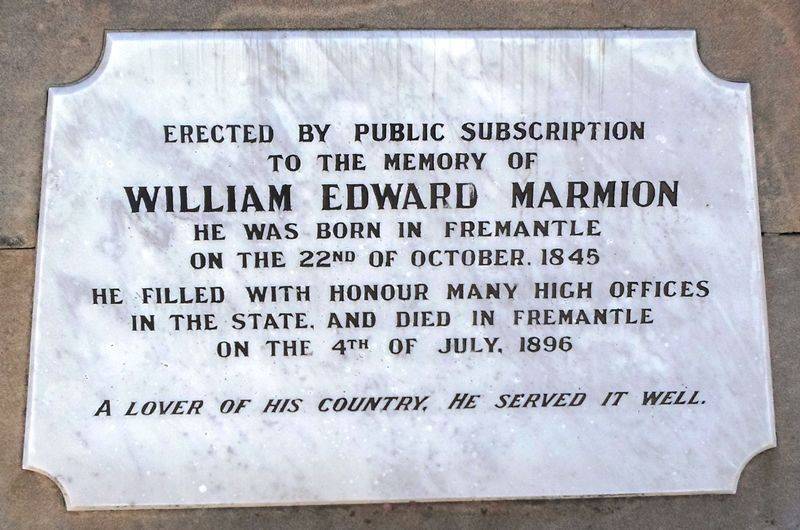 ERECTED BY PUBLIC SUBSCRIPTION
TO THE MEMORY OF
WILLIAM EDWARD MARMION
HE WAS BORN IN FREMANTLE
ON THE 22ND OF OCTOBER. 1845
HE FILLED WITH HONOUR MANY HIGH OFFICES
IN THE STATE, AND DIED IN FREMANTLE
ON THE 4TH OF JULY, 1896
A LOVER OF HIS COUNTRY, HE SERVED IT WELL.